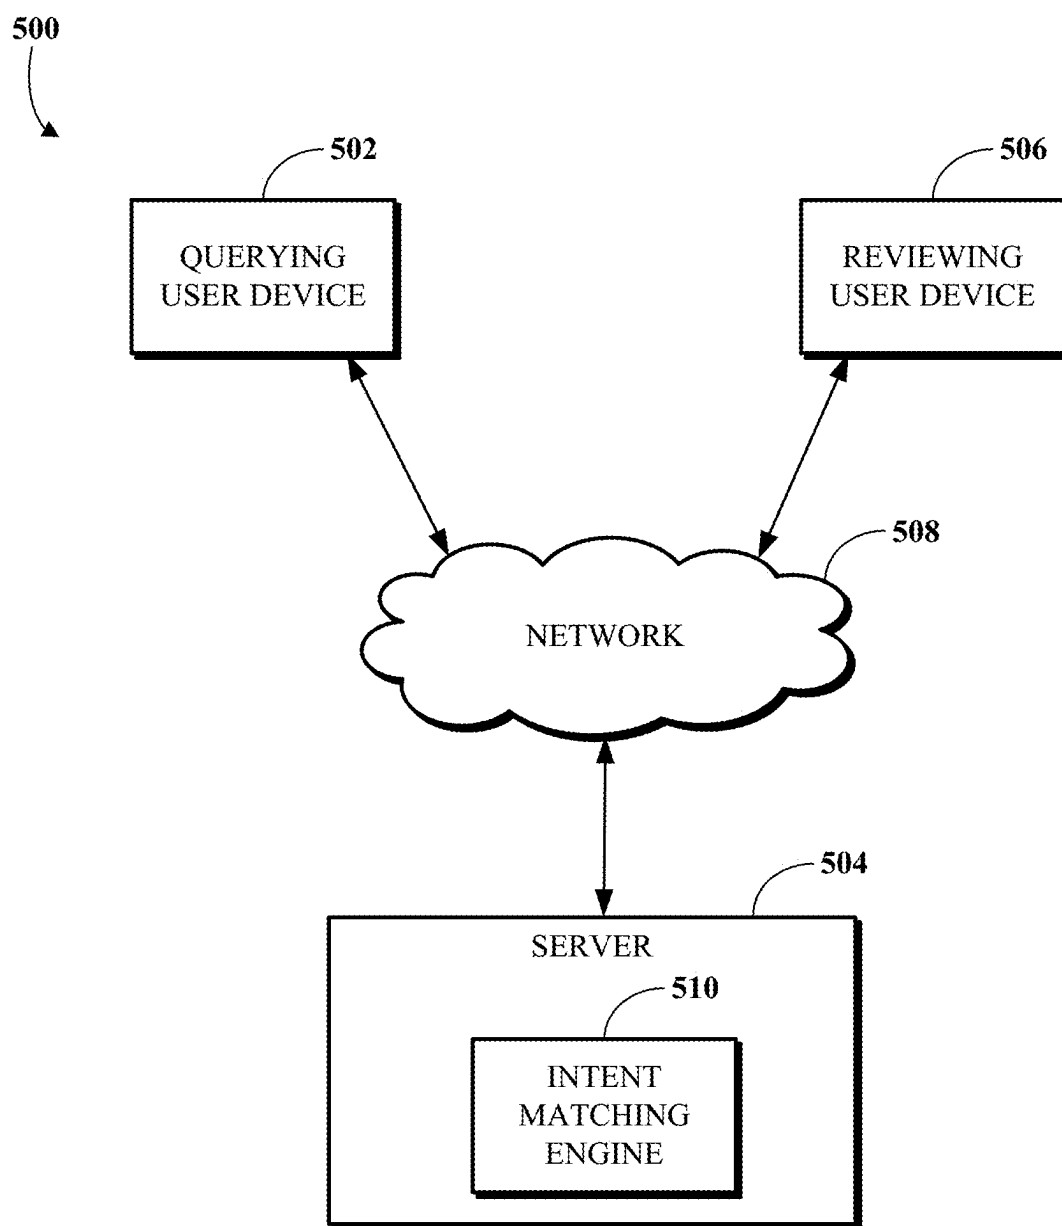 500
502
506
QUERYING
USER DEVICE
REVIEWING
USER DEVICE
508
NETWORK
504
SERVER
510
INTENT
MATCHING
ENGINE